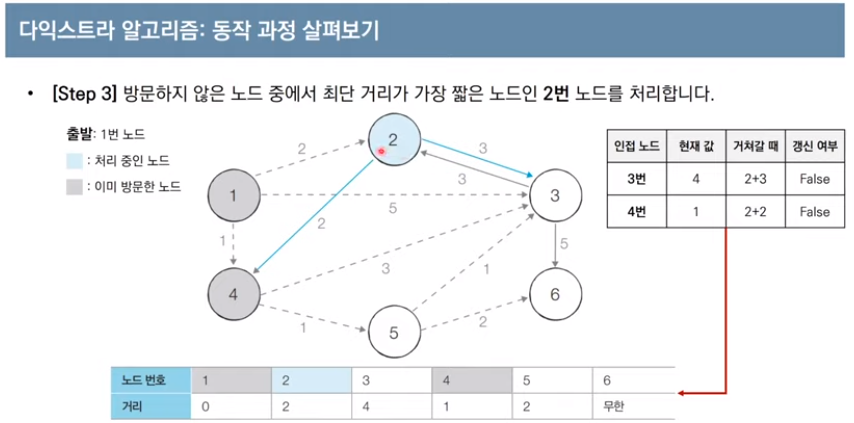 다익스트라 알고리즘: 동작 과정 살펴보기
• [Step 3] 방문하지 않은 노드 중에서 최단 거리가 가장 짧은 노드인 2번 노드를 처리합니다.
출발: 1번 노드
: 처리 중인 노드
: 이미 방문한 노드
2
2
3
3
1
5
3
1
2
5
4
3
1
6
1
5
2
인접 노드 현재 값 거쳐갈 때 갱신 여부
3번 4 2+3 False
4번 1 2+2 False
노드 번호 1 2 3 4 5 6
거리 0 2 4 1 2 무한